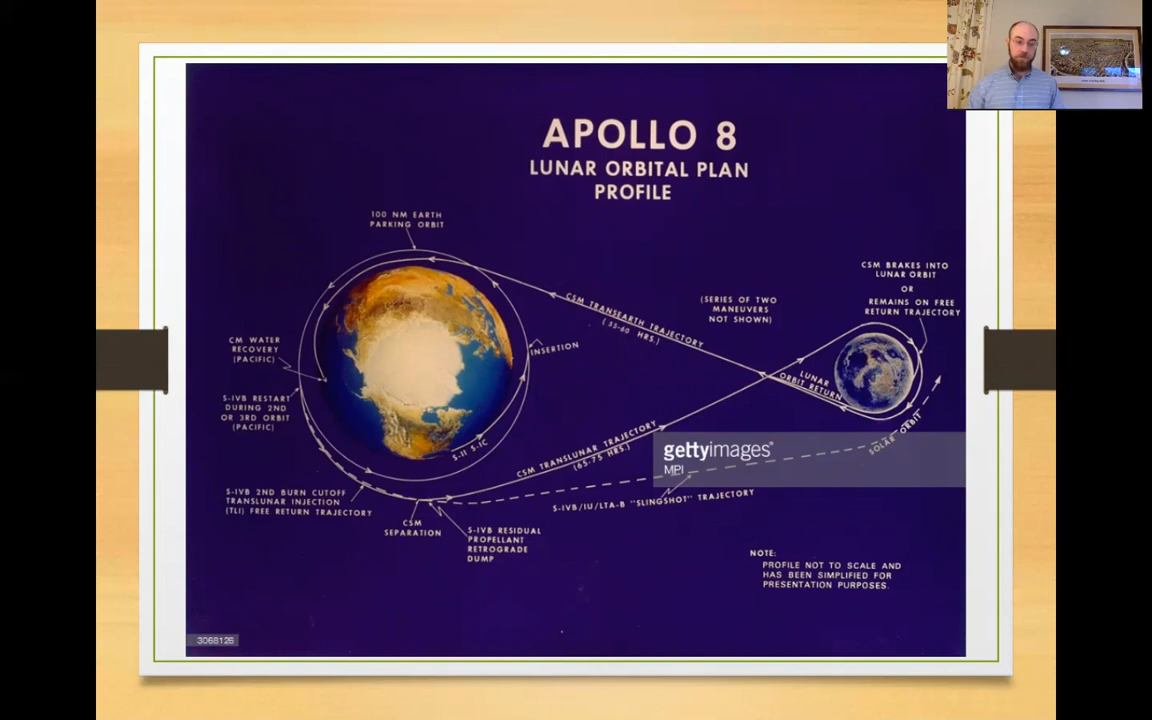 APOLLO 8
LUNAR ORBITAL PLAN
PROFILE
100 NM EARTH
PARKING ORBIT
CSM BRAKES INTO
LUNAR ORBIT
OR
REMAINS ON FREE
RETURN TRAJECTORY
(SERIES OF TWO
MANEUVERS
NOT SHOWN)
CSM TRANSEARTH TRAJECTORY
(55-60 HRS.)
INSERTION
CM WATER
RECOVERY
(PACIFIC)
LUNAR
ORBIT RETURN
S-IVB RESTART
DURING 2ND
OR 3RD ORBIT
(PACIFIC)
S-II S-IC
CSM TRANSLUNAR TRAJECTORY
(65-75 HRS.)
SOLAR ORBIT
gettyimages®
MPI
S-IVB 2ND BURN CUTOFF
TRANSLUNAR INJECTION
(TLI) FREE RETURN TRAJECTORY
S-IVB/IU/LTA-B "SLINGSHOT" TRAJECTORY
CSM
SEPARATION
S-IVB RESIDUAL
PROPELLANT
RETROGRADE
DUMP
NOTE:
PROFILE NOT TO SCALE AND
HAS BEEN SIMPLIFIED FOR
PRESENTATION PURPOSES.
3068126